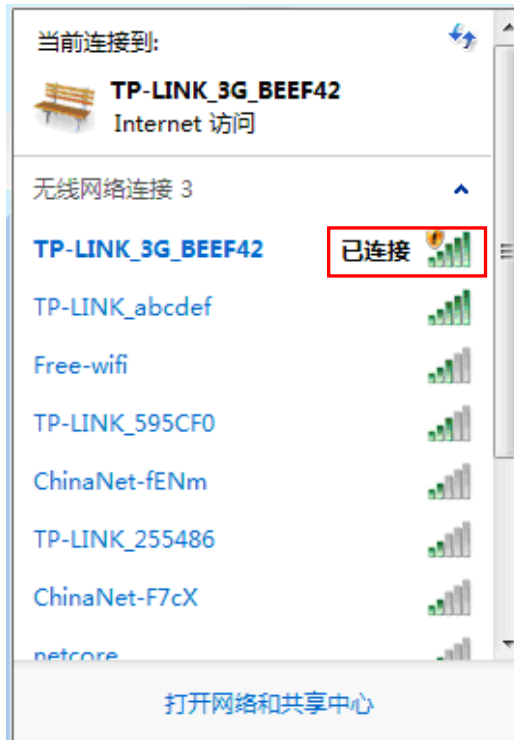 当前连接到:
TP-LINK_3G_BEEF42
Internet 访问
无线网络连接 3
TP-LINK_3G_BEEF42 已连接
TP-LINK_abcdef
Free-wifi
TP-LINK_595CF0
ChinaNet-fENm
TP-LINK_255486
ChinaNet-F7cX
netcore
打开网络和共享中心